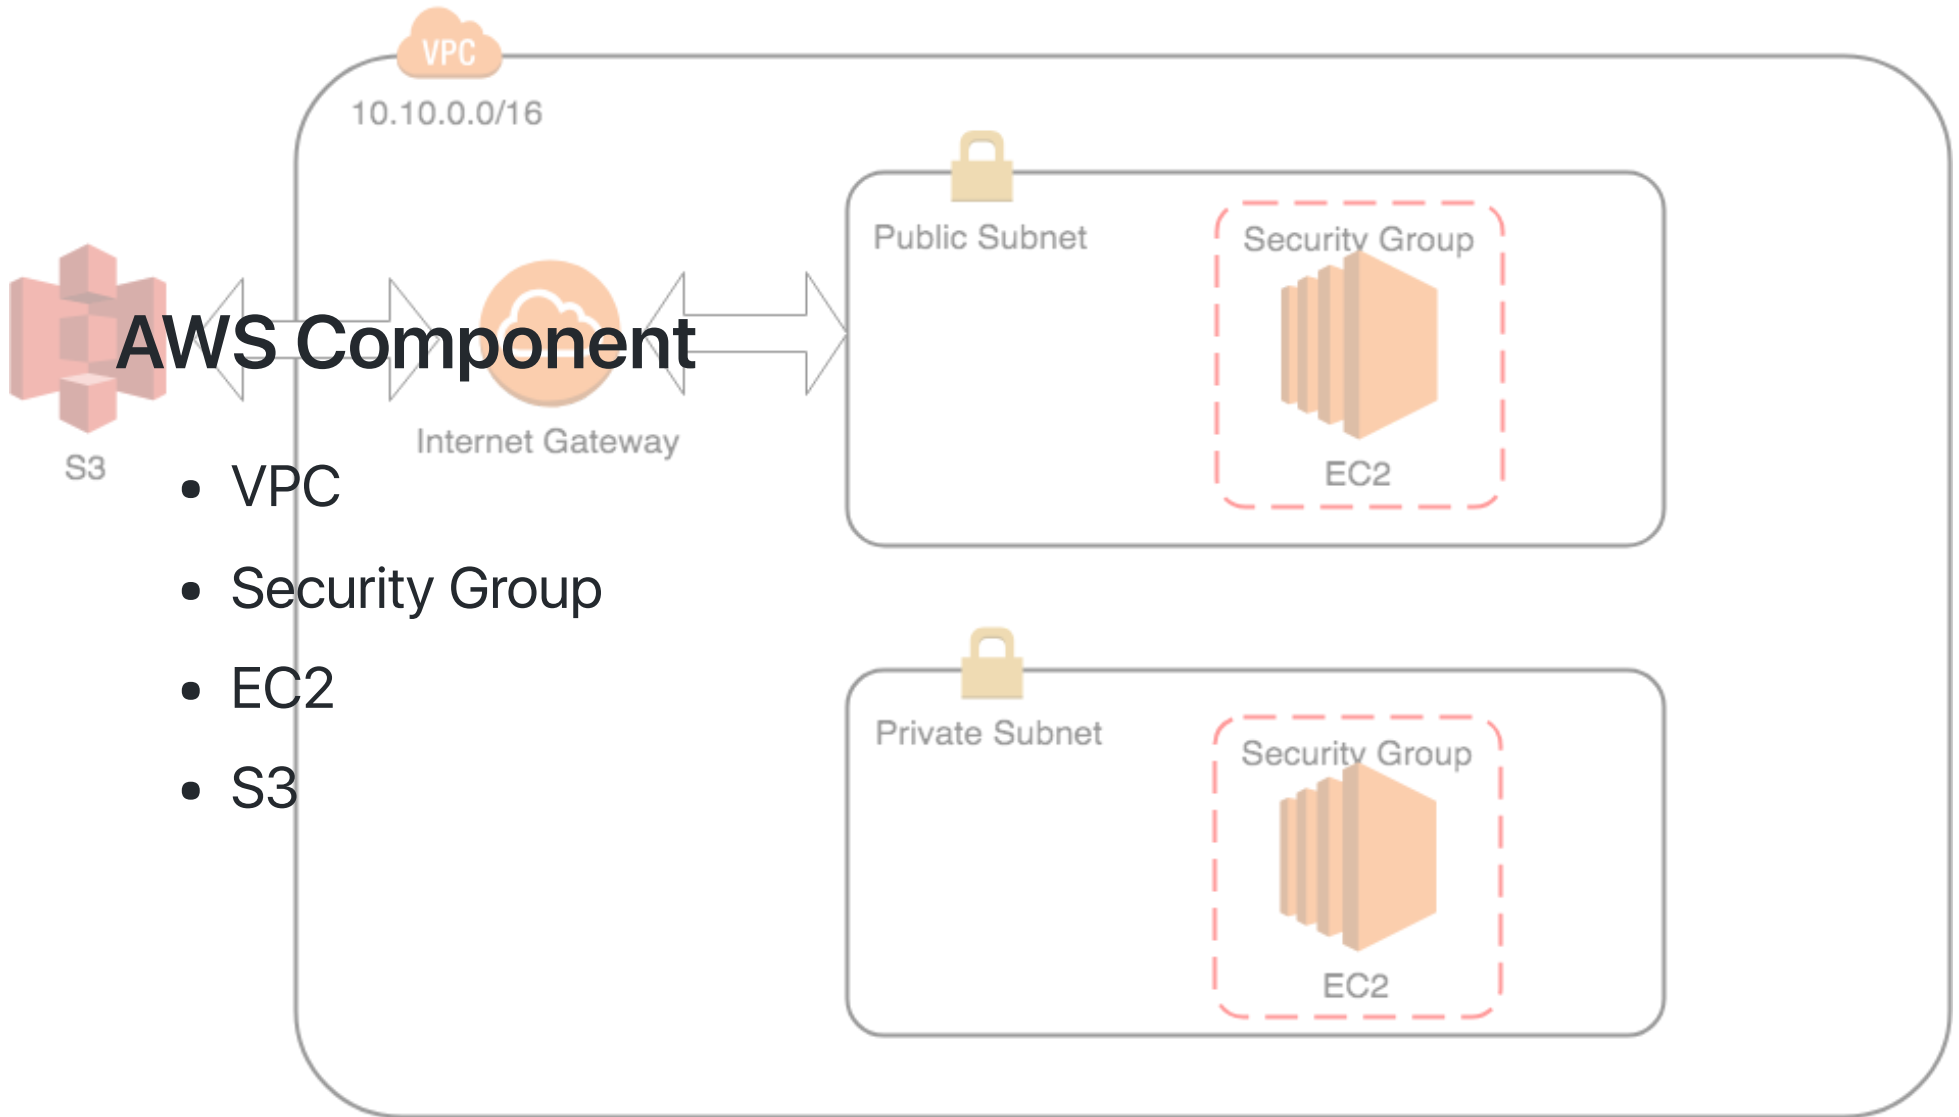 VPC
10.10.0.0/16
Public Subnet
Security Group
EC2
S3
Internet Gateway
AWS Component
• VPC
• Security Group
• EC2
• S3
Private Subnet
Security Group
EC2